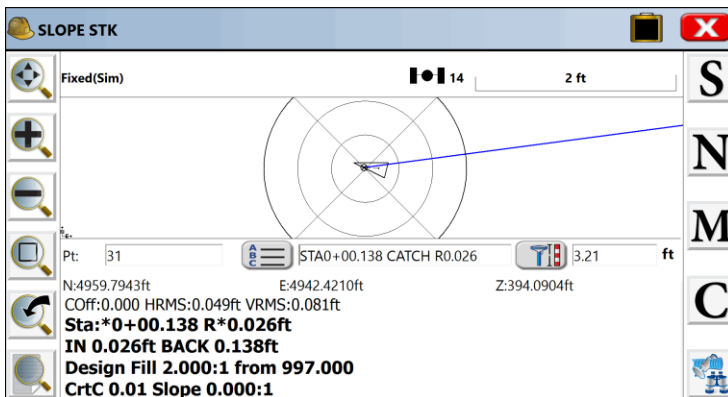 SLOPE STK
Fixed(Sim) 14 2 ft
S
N
Pt: 31 A B C STA0+00.138 CATCH R0.026 3.21 ft
M
N:4959.7943ft E:4942.4210ft Z:394.0904ft
COff:0.000 HRMS:0.049ft VRMS:0.081ft
C
Sta:*0+00.138 R*0.026ft
IN 0.026ft BACK 0.138ft
Design Fill 2.000:1 from 997.000
CrtC 0.01 Slope 0.000:1